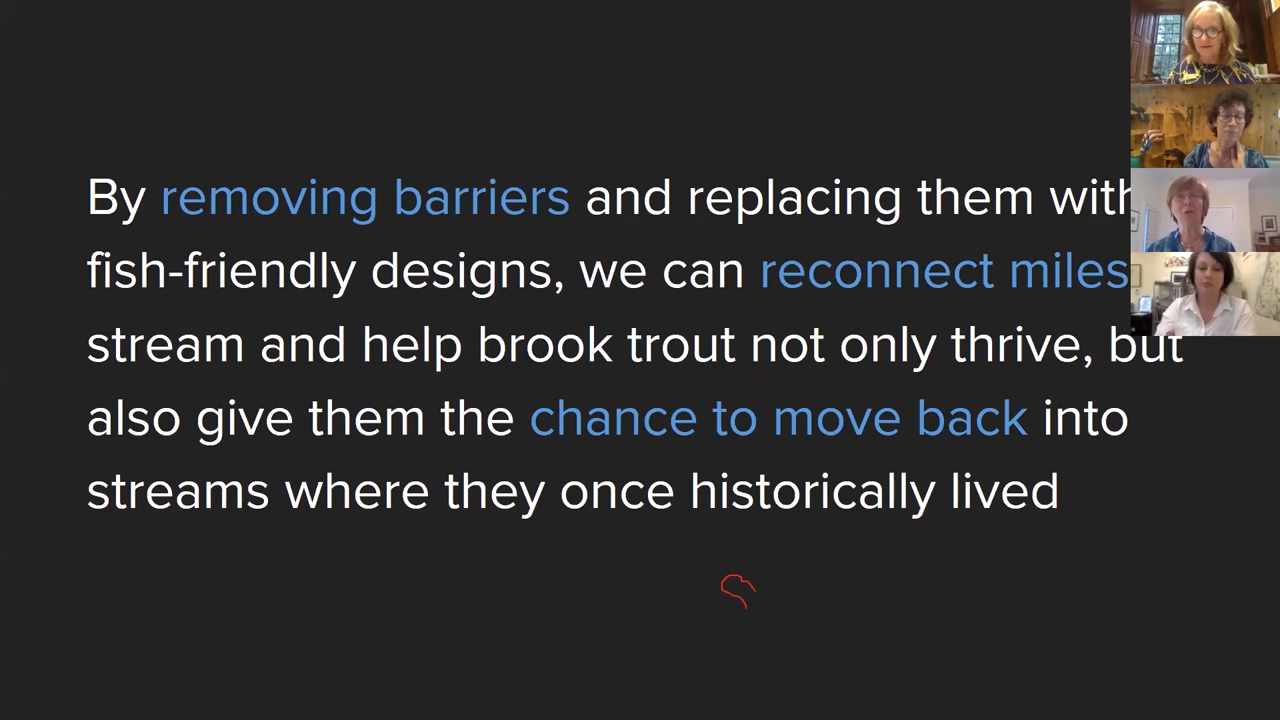 By removing barriers and replacing them with
fish-friendly designs, we can reconnect miles
stream and help brook trout not only thrive, but
also give them the chance to move back into
streams where they once historically lived